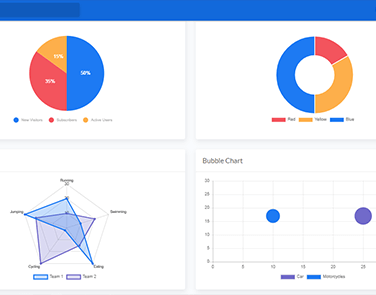 15%
50%
35%
New Visitors Subscribers Active Users
Red Yellow Blue
Running
Jumping
Swimming
Cycling
Eating
Team 1 Team 2
Bubble Chart
30
25
20
15
10
5
0
0 5 10 15 20 25
Car Motorcycles